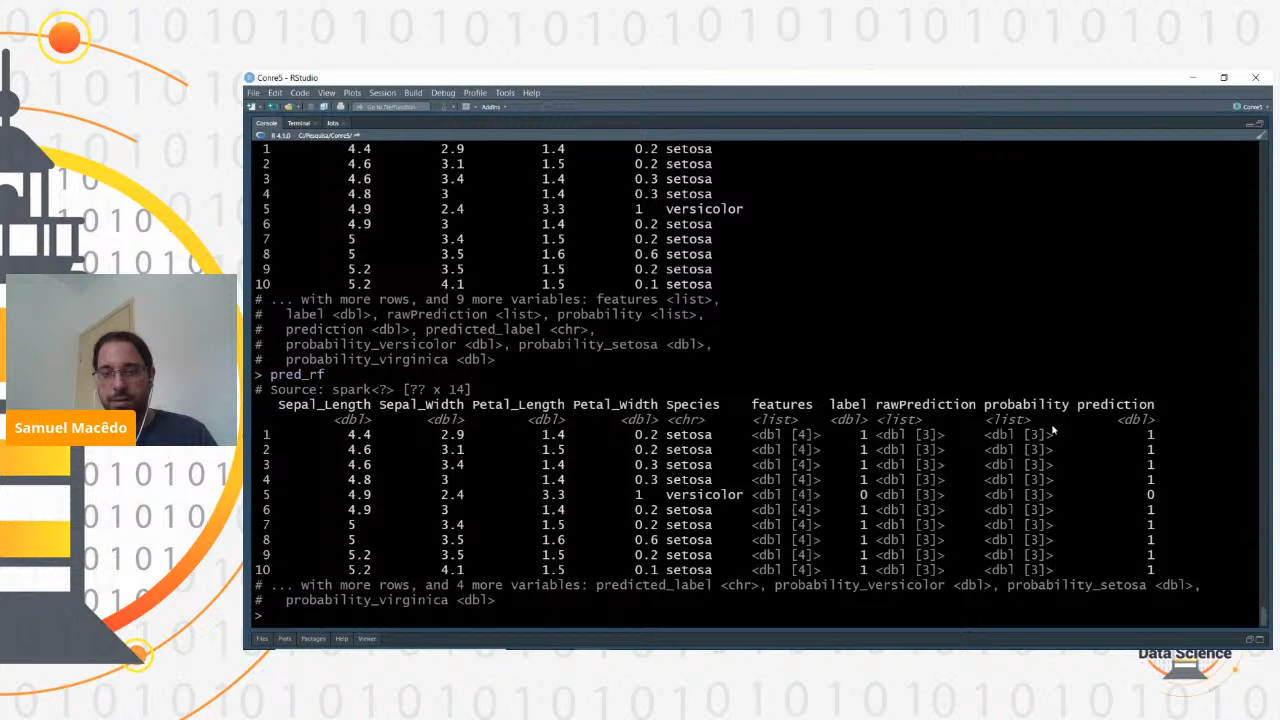 Conre5 - RStudio
File Edit Code View Plots Session Build Debug Profile Tools Help
Go to file/function Addins Conre5
Console Terminal Jobs
R 4.1.0 C:/Pesquisa/Conre5/
1 4.4 2.9 1.4 0.2 setosa
2 4.6 3.1 1.5 0.2 setosa
3 4.6 3.4 1.4 0.3 setosa
4 4.8 3 1.4 0.3 setosa
5 4.9 2.4 3.3 1 versicolor
6 4.9 3 1.4 0.2 setosa
7 5 3.4 1.5 0.2 setosa
8 5 3.5 1.6 0.6 setosa
9 5.2 3.5 1.5 0.2 setosa
10 5.2 4.1 1.5 0.1 setosa
# ... with more rows, and 9 more variables: features <list>,
# label <dbl>, rawPrediction <list>, probability <list>,
# prediction <dbl>, predicted_label <chr>,
# probability_versicolor <dbl>, probability_setosa <dbl>,
# probability_virginica <dbl>
> pred_rf
# Source: spark<?> [?? x 14]
Sepal_Length Sepal_Width Petal_Length Petal_Width Species features label rawPrediction probability prediction
<dbl> <dbl> <dbl> <dbl> <chr> <list> <dbl> <list> <list> <dbl>
1 4.4 2.9 1.4 0.2 setosa <dbl [4]> 1 <dbl [3]> <dbl [3]> 1
2 4.6 3.1 1.5 0.2 setosa <dbl [4]> 1 <dbl [3]> <dbl [3]> 1
3 4.6 3.4 1.4 0.3 setosa <dbl [4]> 1 <dbl [3]> <dbl [3]> 1
4 4.8 3 1.4 0.3 setosa <dbl [4]> 1 <dbl [3]> <dbl [3]> 1
5 4.9 2.4 3.3 1 versicolor <dbl [4]> 0 <dbl [3]> <dbl [3]> 0
6 4.9 3 1.4 0.2 setosa <dbl [4]> 1 <dbl [3]> <dbl [3]> 1
7 5 3.4 1.5 0.2 setosa <dbl [4]> 1 <dbl [3]> <dbl [3]> 1
8 5 3.5 1.6 0.6 setosa <dbl [4]> 1 <dbl [3]> <dbl [3]> 1
9 5.2 3.5 1.5 0.2 setosa <dbl [4]> 1 <dbl [3]> <dbl [3]> 1
10 5.2 4.1 1.5 0.1 setosa <dbl [4]> 1 <dbl [3]> <dbl [3]> 1
# ... with more rows, and 4 more variables: predicted_label <chr>, probability_versicolor <dbl>, probability_setosa <dbl>,
# probability_virginica <dbl>
>
Files Plots Packages Help Viewer
Samuel Macêdo
Data Science